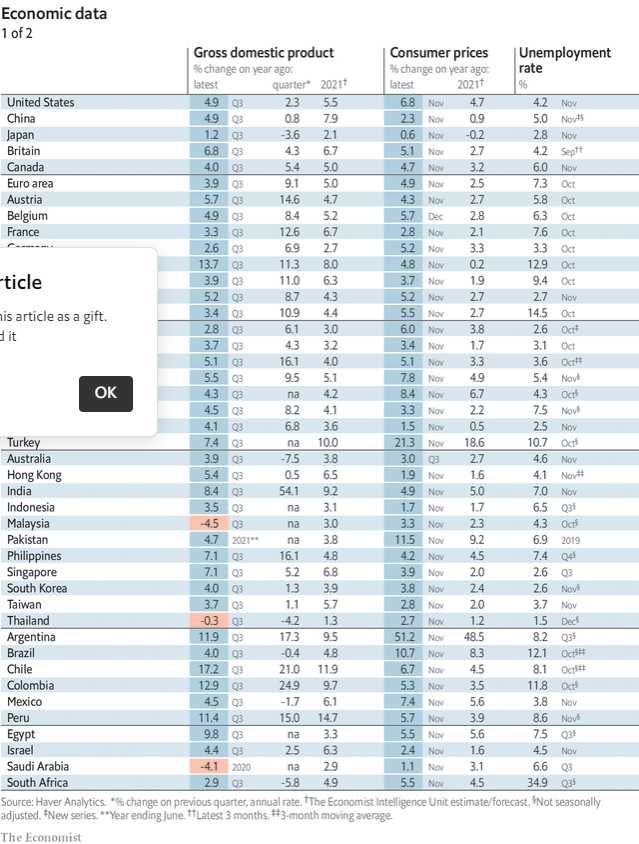 Economic data
1 of 2
Gross domestic product Consumer prices Unemployment
% change on year ago: % change on year ago: rate
latest quarter* 2021† latest 2021† %
United States 4.9 Q3 2.3 5.5 6.8 Nov 4.7 4.2 Nov
China 4.9 Q3 0.8 7.9 2.3 Nov 0.9 5.0 Nov‡§
Japan 1.2 Q3 -3.6 2.1 0.6 Nov -0.2 2.8 Nov
Britain 6.8 Q3 4.3 6.7 5.1 Nov 2.7 4.2 Sep††
Canada 4.0 Q3 5.4 5.0 4.7 Nov 3.2 6.0 Nov
Euro area 3.9 Q3 9.1 5.0 4.9 Nov 2.5 7.3 Oct
Austria 5.7 Q3 14.6 4.7 4.3 Nov 2.7 5.8 Oct
Belgium 4.9 Q3 8.4 5.2 5.7 Dec 2.8 6.3 Oct
France 3.3 Q3 12.6 6.7 2.8 Nov 2.1 7.6 Oct
Germany 2.6 Q3 6.9 2.7 5.2 Nov 3.3 3.3 Oct
13.7 Q3 11.3 8.0 4.8 Nov 0.2 12.9 Oct
rticle 3.9 Q3 11.0 6.3 3.7 Nov 1.9 9.4 Oct
5.2 Q3 8.7 4.3 5.2 Nov 2.7 2.7 Nov
his article as a gift. 3.4 Q3 10.9 4.4 5.5 Nov 2.7 14.5 Oct
d it 2.8 Q3 6.1 3.0 6.0 Nov 3.8 2.6 Oct‡
3.7 Q3 4.3 3.2 3.4 Nov 1.7 3.1 Oct
5.1 Q3 16.1 4.0 5.1 Nov 3.3 3.6 Oct‡‡
5.5 Q3 9.5 5.1 7.8 Nov 4.9 5.4 Nov§
OK 4.3 Q3 na 4.2 8.4 Nov 6.7 4.3 Oct§
4.5 Q3 8.2 4.1 3.3 Nov 2.2 7.5 Nov§
4.1 Q3 6.8 3.6 1.5 Nov 0.5 2.5 Nov
Turkey 7.4 Q3 na 10.0 21.3 Nov 18.6 10.7 Oct§
Australia 3.9 Q3 -7.5 3.8 3.0 Q3 2.7 4.6 Nov
Hong Kong 5.4 Q3 0.5 6.5 1.9 Nov 1.6 4.1 Nov‡‡
India 8.4 Q3 54.1 9.2 4.9 Nov 5.0 7.0 Nov
Indonesia 3.5 Q3 na 3.1 1.7 Nov 1.7 6.5 Q3§
Malaysia -4.5 Q3 na 3.0 3.3 Nov 2.3 4.3 Oct§
Pakistan 4.7 2021** na 3.8 11.5 Nov 9.2 6.9 2019
Philippines 7.1 Q3 16.1 4.8 4.2 Nov 4.5 7.4 Q4§
Singapore 7.1 Q3 5.2 6.8 3.9 Nov 2.0 2.6 Q3
South Korea 4.0 Q3 1.3 3.9 3.8 Nov 2.4 2.6 Nov§
Taiwan 3.7 Q3 1.1 5.7 2.8 Nov 2.0 3.7 Nov
Thailand -0.3 Q3 -4.2 1.3 2.7 Nov 1.2 1.5 Dec§
Argentina 11.9 Q3 17.3 9.5 51.2 Nov 48.5 8.2 Q3§
Brazil 4.0 Q3 -0.4 4.8 10.7 Nov 8.3 12.1 Oct§‡‡
Chile 17.2 Q3 21.0 11.9 6.7 Nov 4.5 8.1 Oct§‡‡
Colombia 12.9 Q3 24.9 9.7 5.3 Nov 3.5 11.8 Oct§
Mexico 4.5 Q3 -1.7 6.1 7.4 Nov 5.6 3.8 Nov
Peru 11.4 Q3 15.0 14.7 5.7 Nov 3.9 8.6 Nov§
Egypt 9.8 Q3 na 3.3 5.5 Nov 5.6 7.5 Q3§
Israel 4.4 Q3 2.5 6.3 2.4 Nov 1.6 4.5 Nov
Saudi Arabia -4.1 2020 na 2.9 1.1 Nov 3.1 6.6 Q3
South Africa 2.9 Q3 -5.8 4.9 5.5 Nov 4.5 34.9 Q3§
Source: Haver Analytics. *% change on previous quarter, annual rate. †The Economist Intelligence Unit estimate/forecast. §Not seasonally
adjusted. ‡New series. **Year ending June. ††Latest 3 months. ‡‡3-month moving average.
The Economist